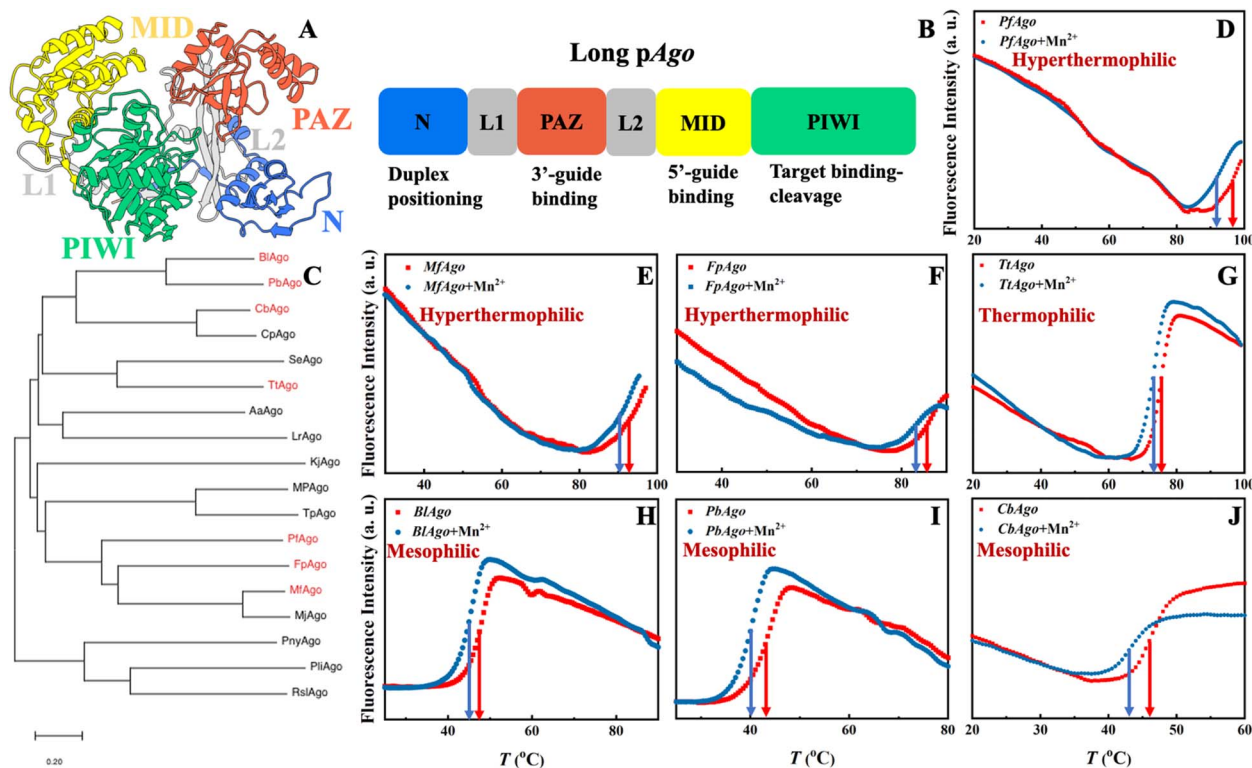 A
MID
PAZ
L2
L1
N
PIWI
B
Long pAgo
N
L1
PAZ
L2
MID
PIWI
Duplex
positioning
3’-guide
binding
5’-guide
binding
Target binding-
cleavage
C
BlAgo
PbAgo
CbAgo
CpAgo
SeAgo
TtAgo
AaAgo
LrAgo
KjAgo
MPAgo
TpAgo
PfAgo
FpAgo
MfAgo
MjAgo
PnyAgo
PliAgo
RslAgo
0.20
D
PfAgo
PfAgo+Mn²⁺
Hyperthermophilic
Fluorescence Intensity (a. u.)
20 40 60 80 100
E
MfAgo
MfAgo+Mn²⁺
Hyperthermophilic
Fluorescence Intensity (a. u.)
40 60 80 100
F
FpAgo
FpAgo+Mn²⁺
Hyperthermophilic
40 60 80
G
TtAgo
TtAgo+Mn²⁺
Thermophilic
20 40 60 80 100
H
BlAgo
BlAgo+Mn²⁺
Mesophilic
Fluorescence Intensity (a. u.)
40 60 80
T (°C)
I
PbAgo
PbAgo+Mn²⁺
Mesophilic
40 60 80
T (°C)
J
CbAgo
CbAgo+Mn²⁺
Mesophilic
20 30 40 50 60
T (°C)